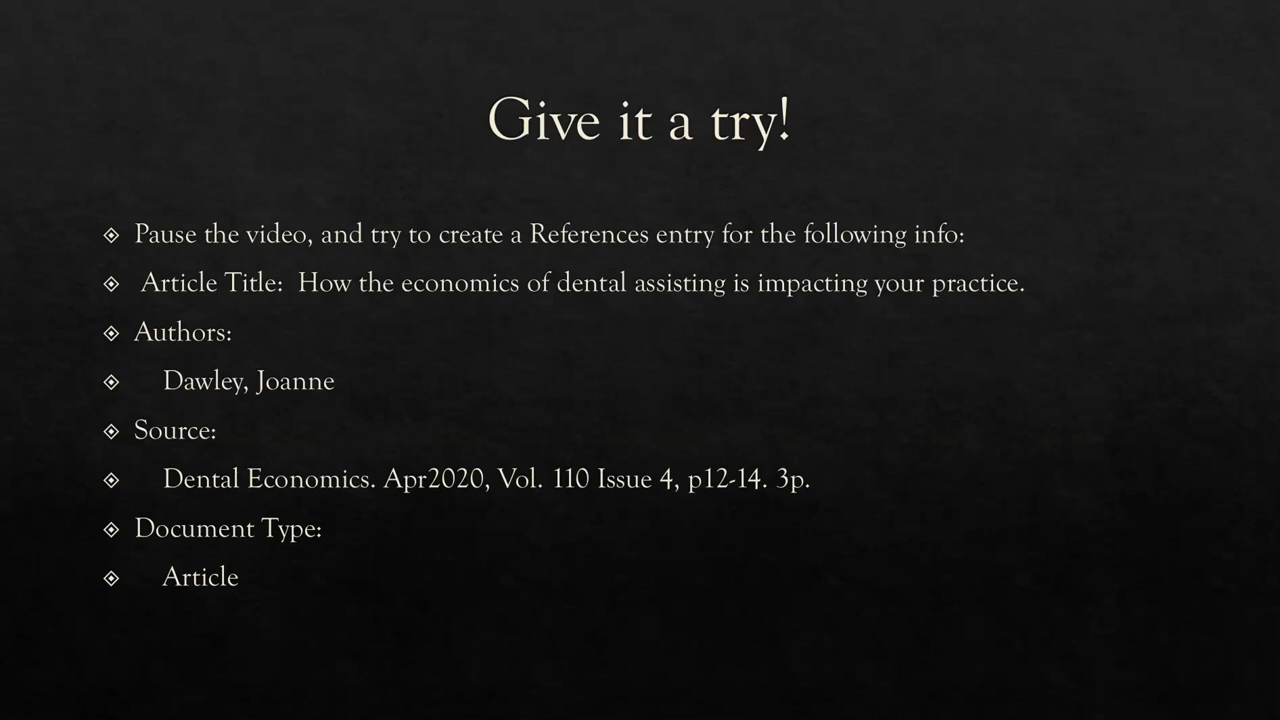 Give it a try!
Pause the video, and try to create a References entry for the following info:
Article Title:  How the economics of dental assisting is impacting your practice.
Authors:
Dawley, Joanne
Source:
Dental Economics. Apr2020, Vol. 110 Issue 4, p12-14. 3p.
Document Type:
Article